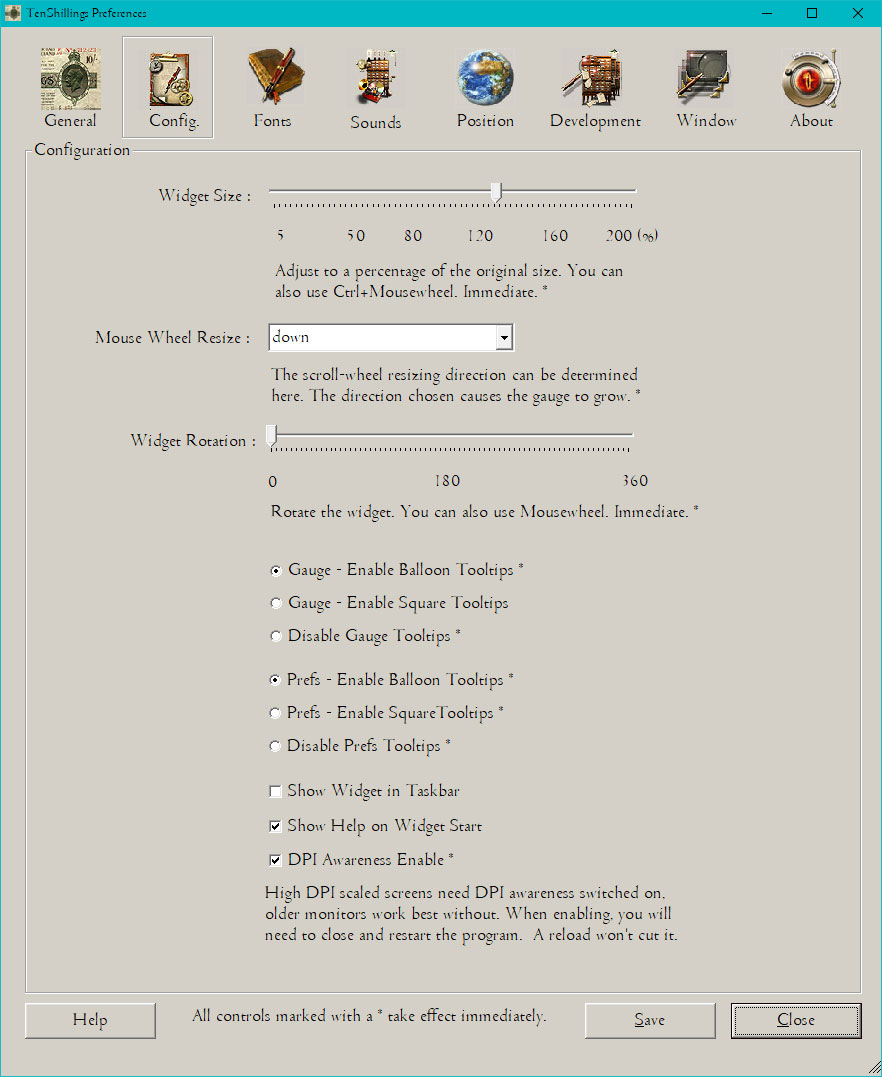 TenShillings Preferences
General
Config.
Fonts
Sounds
Position
Development
Window
About
Configuration
Widget Size :
5 50 80 120 160 200 (%)
Adjust to a percentage of the original size. You can
also use Ctrl+Mousewheel. Immediate. *
Mouse Wheel Resize :
down
The scroll-wheel resizing direction can be determined
here. The direction chosen causes the gauge to grow. *
Widget Rotation :
0 180 360
Rotate the widget. You can also use Mousewheel. Immediate. *
Gauge - Enable Balloon Tooltips *
Gauge - Enable Square Tooltips
Disable Gauge Tooltips *
Prefs - Enable Balloon Tooltips *
Prefs - Enable SquareTooltips *
Disable Prefs Tooltips *
Show Widget in Taskbar
Show Help on Widget Start
DPI Awareness Enable *
High DPI scaled screens need DPI awareness switched on,
older monitors work best without. When enabling, you will
need to close and restart the program.  A reload won't cut it.
Help
All controls marked with a * take effect immediately.
Save
Close